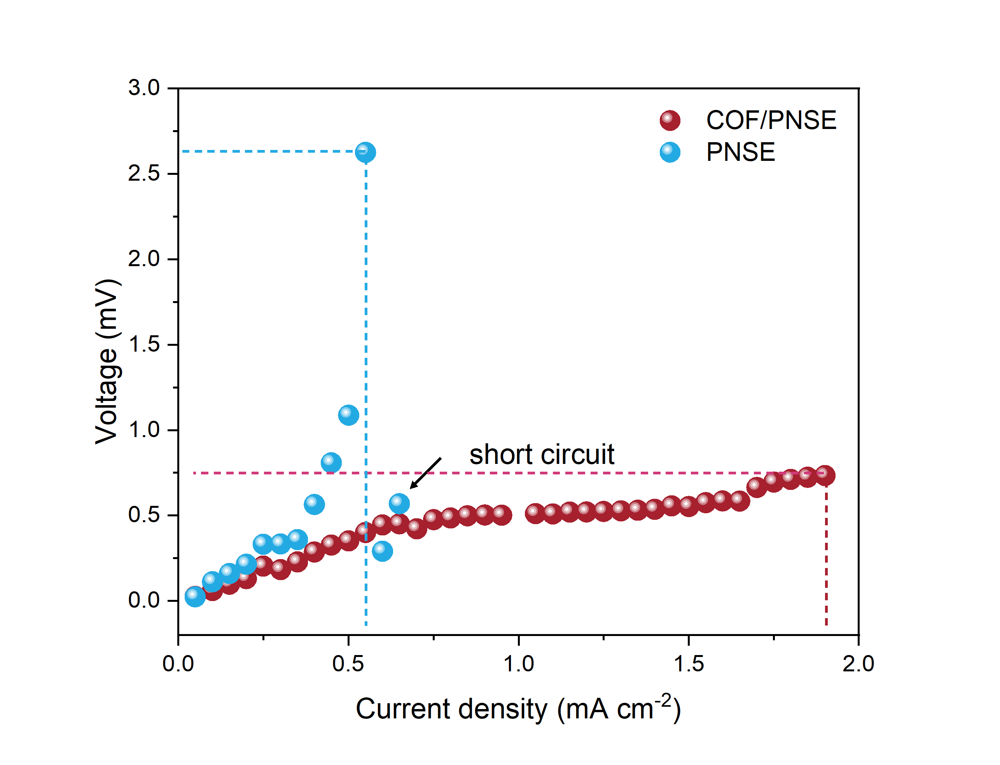 3.0
2.5
2.0
1.5
1.0
0.5
0.0
Voltage (mV)
COF/PNSE
PNSE
short circuit
0.0 0.5 1.0 1.5 2.0
Current density (mA cm⁻²)